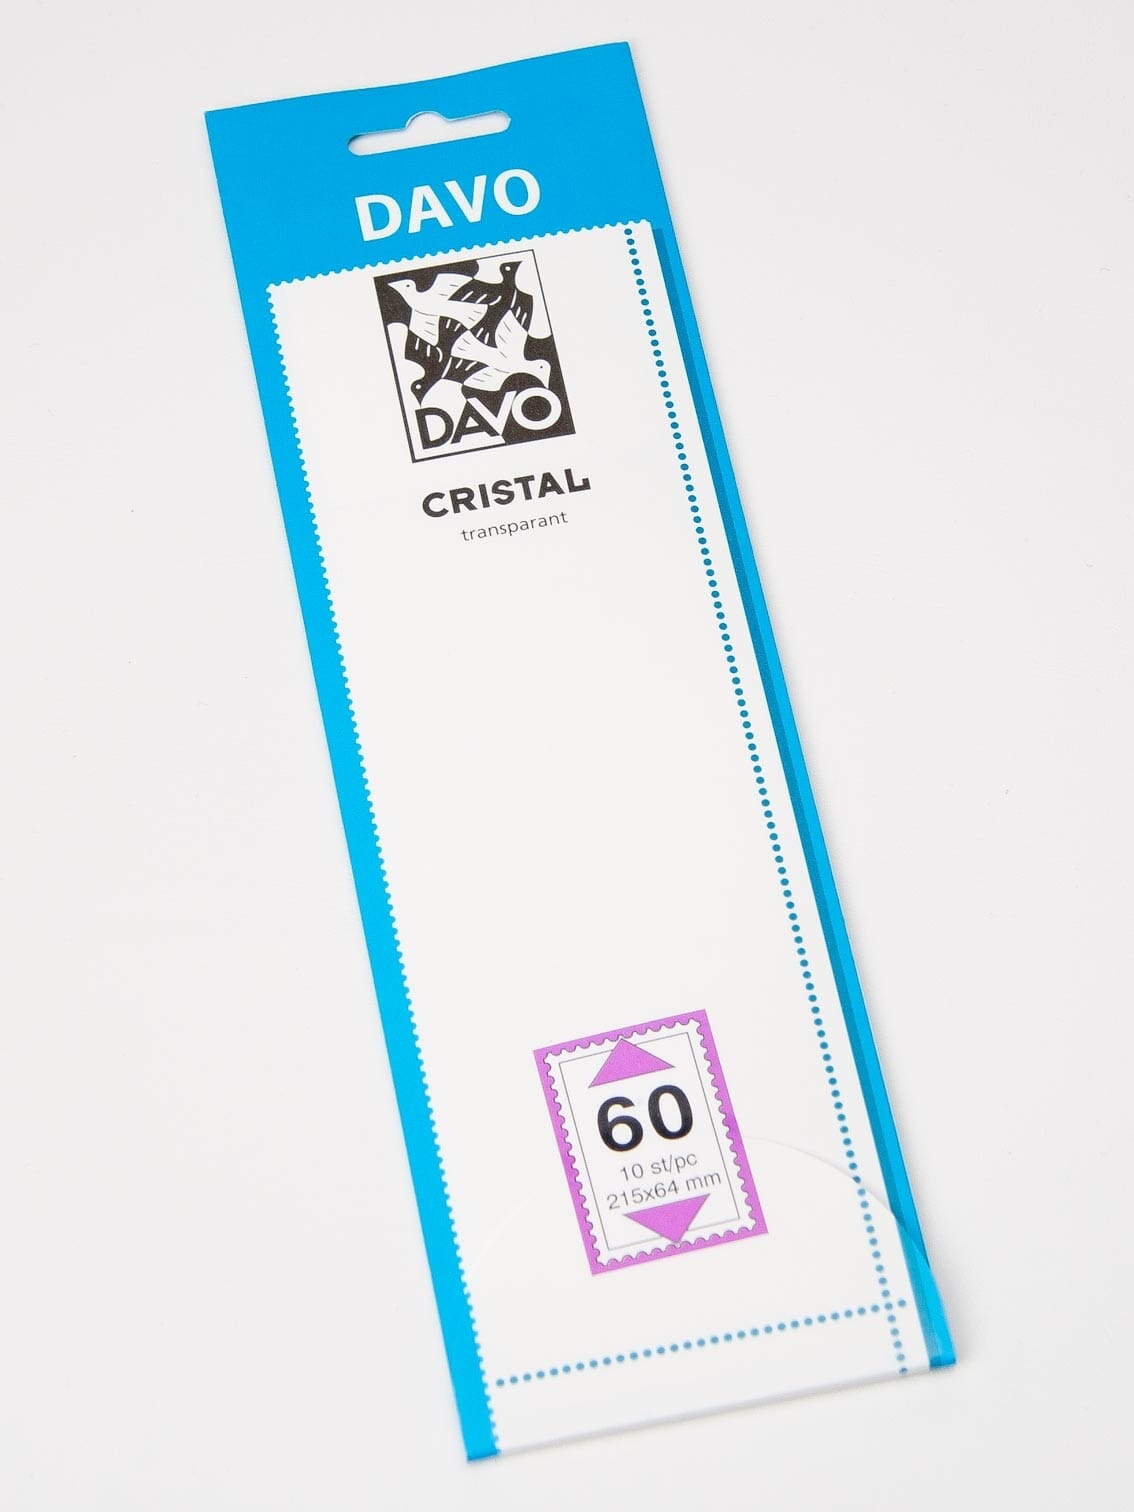 DAVO
DAVO
CRISTAL
transparant
60
10 st/pc
215x64 mm